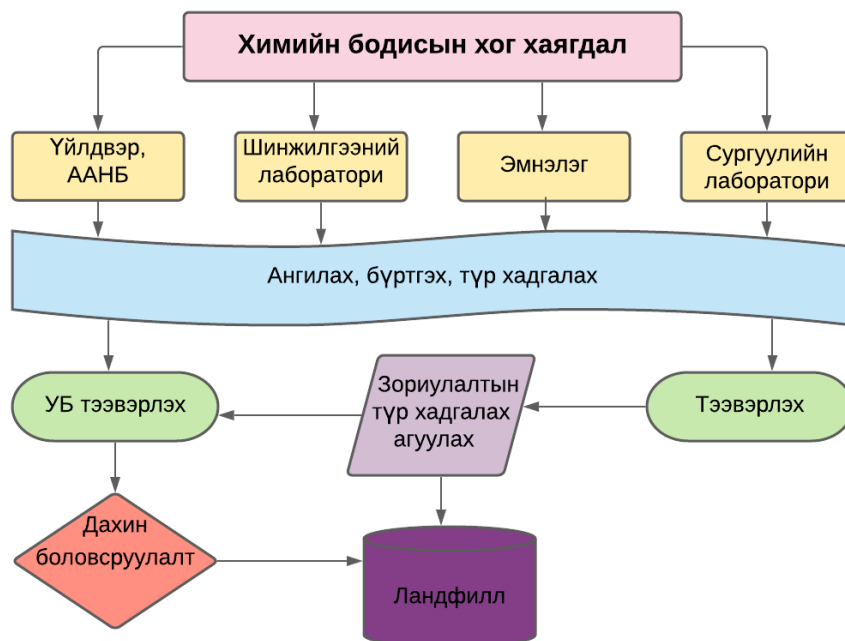 Химийн бодисын хог хаягдал
Үйлдвэр,
ААНБ
Шинжилгээний
лаборатори
Эмнэлэг
Сургуулийн
лаборатори
Ангилах, бүртгэх, түр хадгалах
УБ тээвэрлэх
Зориулалтын
түр хадгалах
агуулах
Тээвэрлэх
Дахин
боловсруулалт
Ландфилл